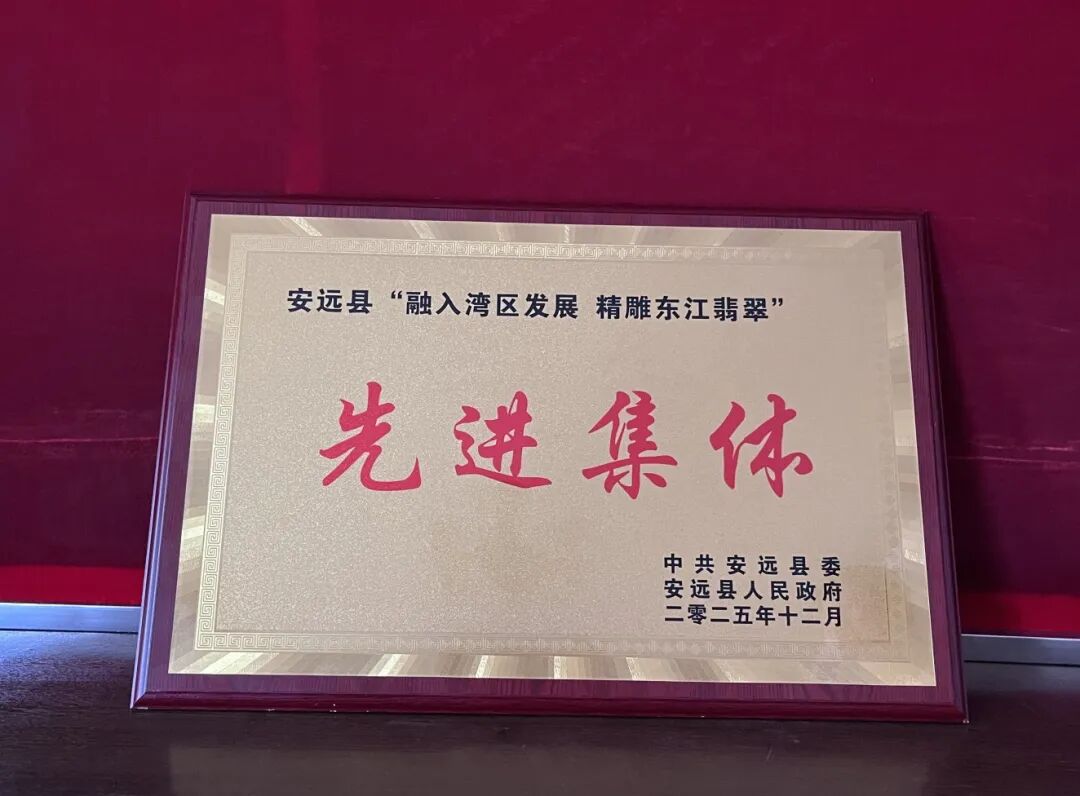 安远县“融入湾区发展 精雕东江翡翠”
先进集体
中共安远县委
安远县人民政府
二零二五年十二月